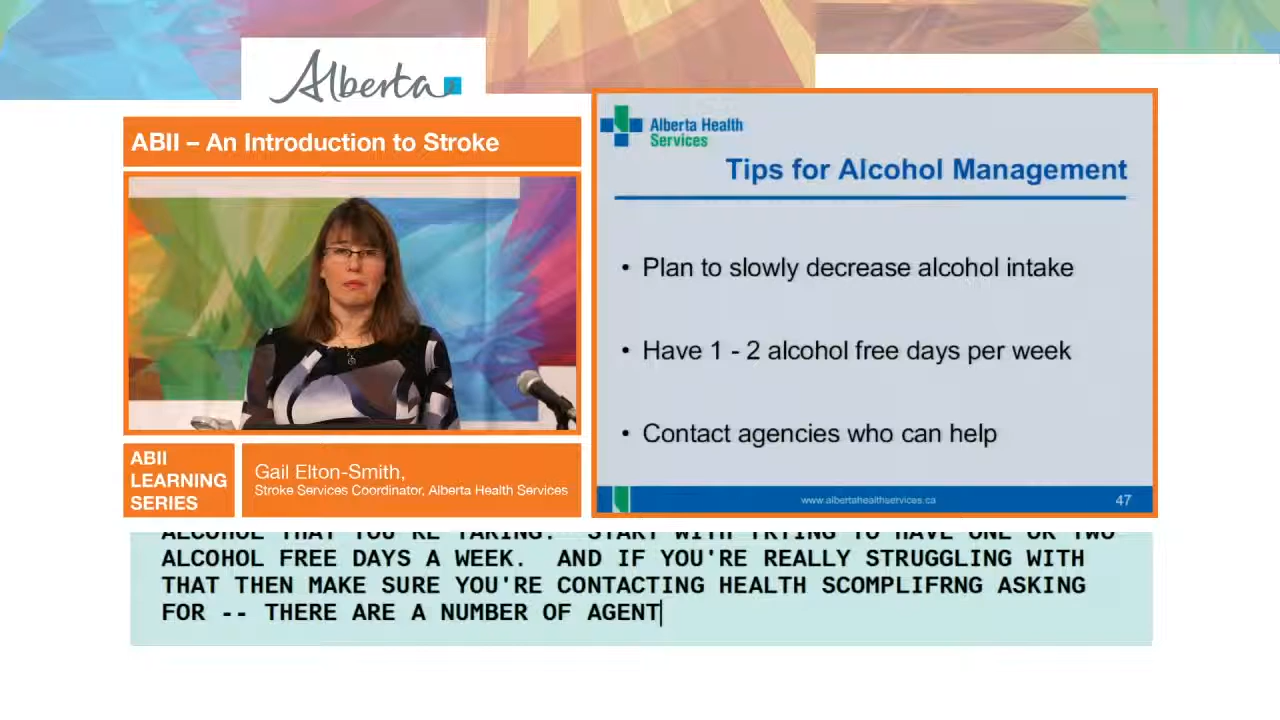 Alberta
ABII – An Introduction to Stroke
Alberta Health
Services
Tips for Alcohol Management
• Plan to slowly decrease alcohol intake
• Have 1 - 2 alcohol free days per week
• Contact agencies who can help
www.albertahealthservices.ca
47
ABII
LEARNING
SERIES
Gail Elton-Smith,
Stroke Services Coordinator, Alberta Health Services
ALCOHOL THAT YOU'RE TAKING. START WITH TRYING TO HAVE ONE OR TWO
ALCOHOL FREE DAYS A WEEK. AND IF YOU'RE REALLY STRUGGLING WITH
THAT THEN MAKE SURE YOU'RE CONTACTING HEALTH SCOMPLIFRNG ASKING
FOR -- THERE ARE A NUMBER OF AGENT